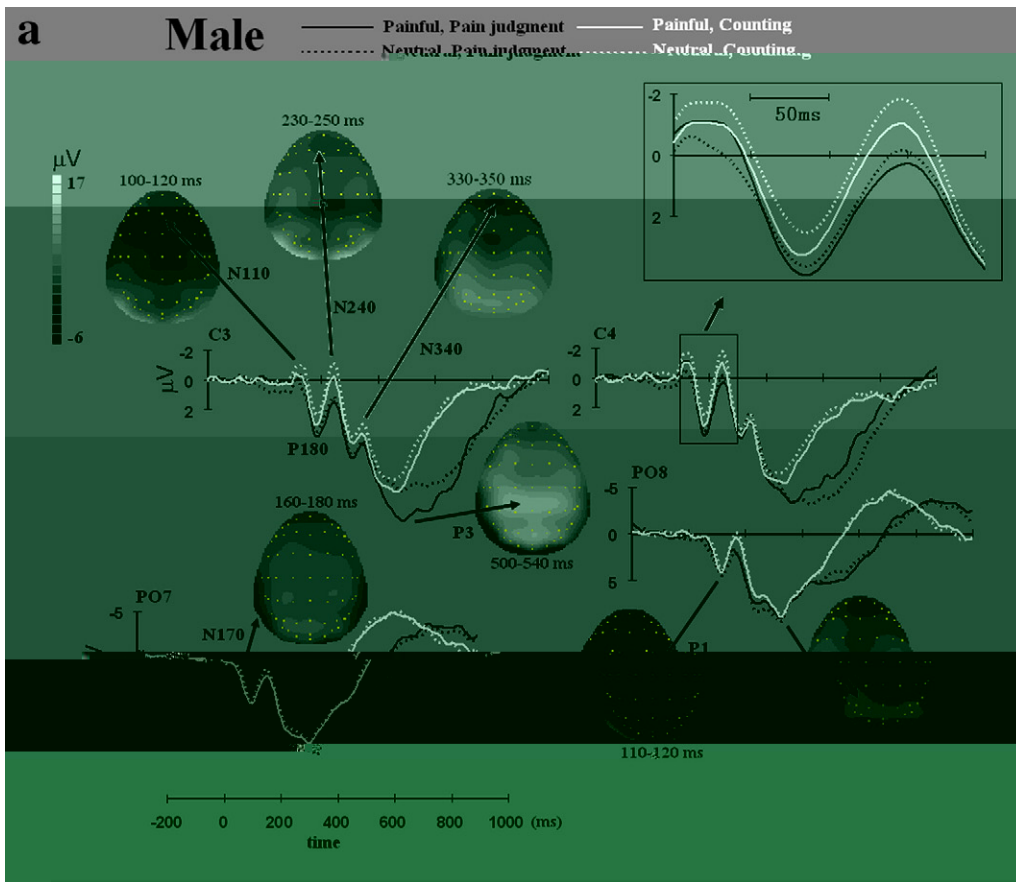 a Male Painful, Pain judgment Painful, Counting
Neutral, Pain judgment Neutral, Counting
230-250 ms
-2
50ms
0
2
µV
17
-6
100-120 ms
330-350 ms
N110
N240
N340
C3
-2
0
2
µV
P180
C4
-2
0
2
µV
P3
500-540 ms
PO8
-5
0
5
µV
160-180 ms
PO7
-5
N170
P1
110-120 ms
-200 0 200 400 600 800 1000 (ms)
time